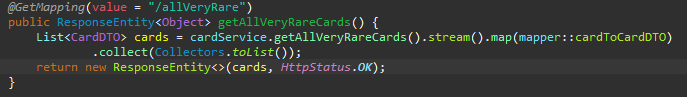 @GetMapping(value = "/allVeryRare")
public ResponseEntity<Object> getAllVeryRareCards() {
List<CardDTO> cards = cardService.getAllVeryRareCards().stream().map(mapper::cardToCardDTO)
.collect(Collectors.toList());
return new ResponseEntity<>(cards, HttpStatus.OK);
}